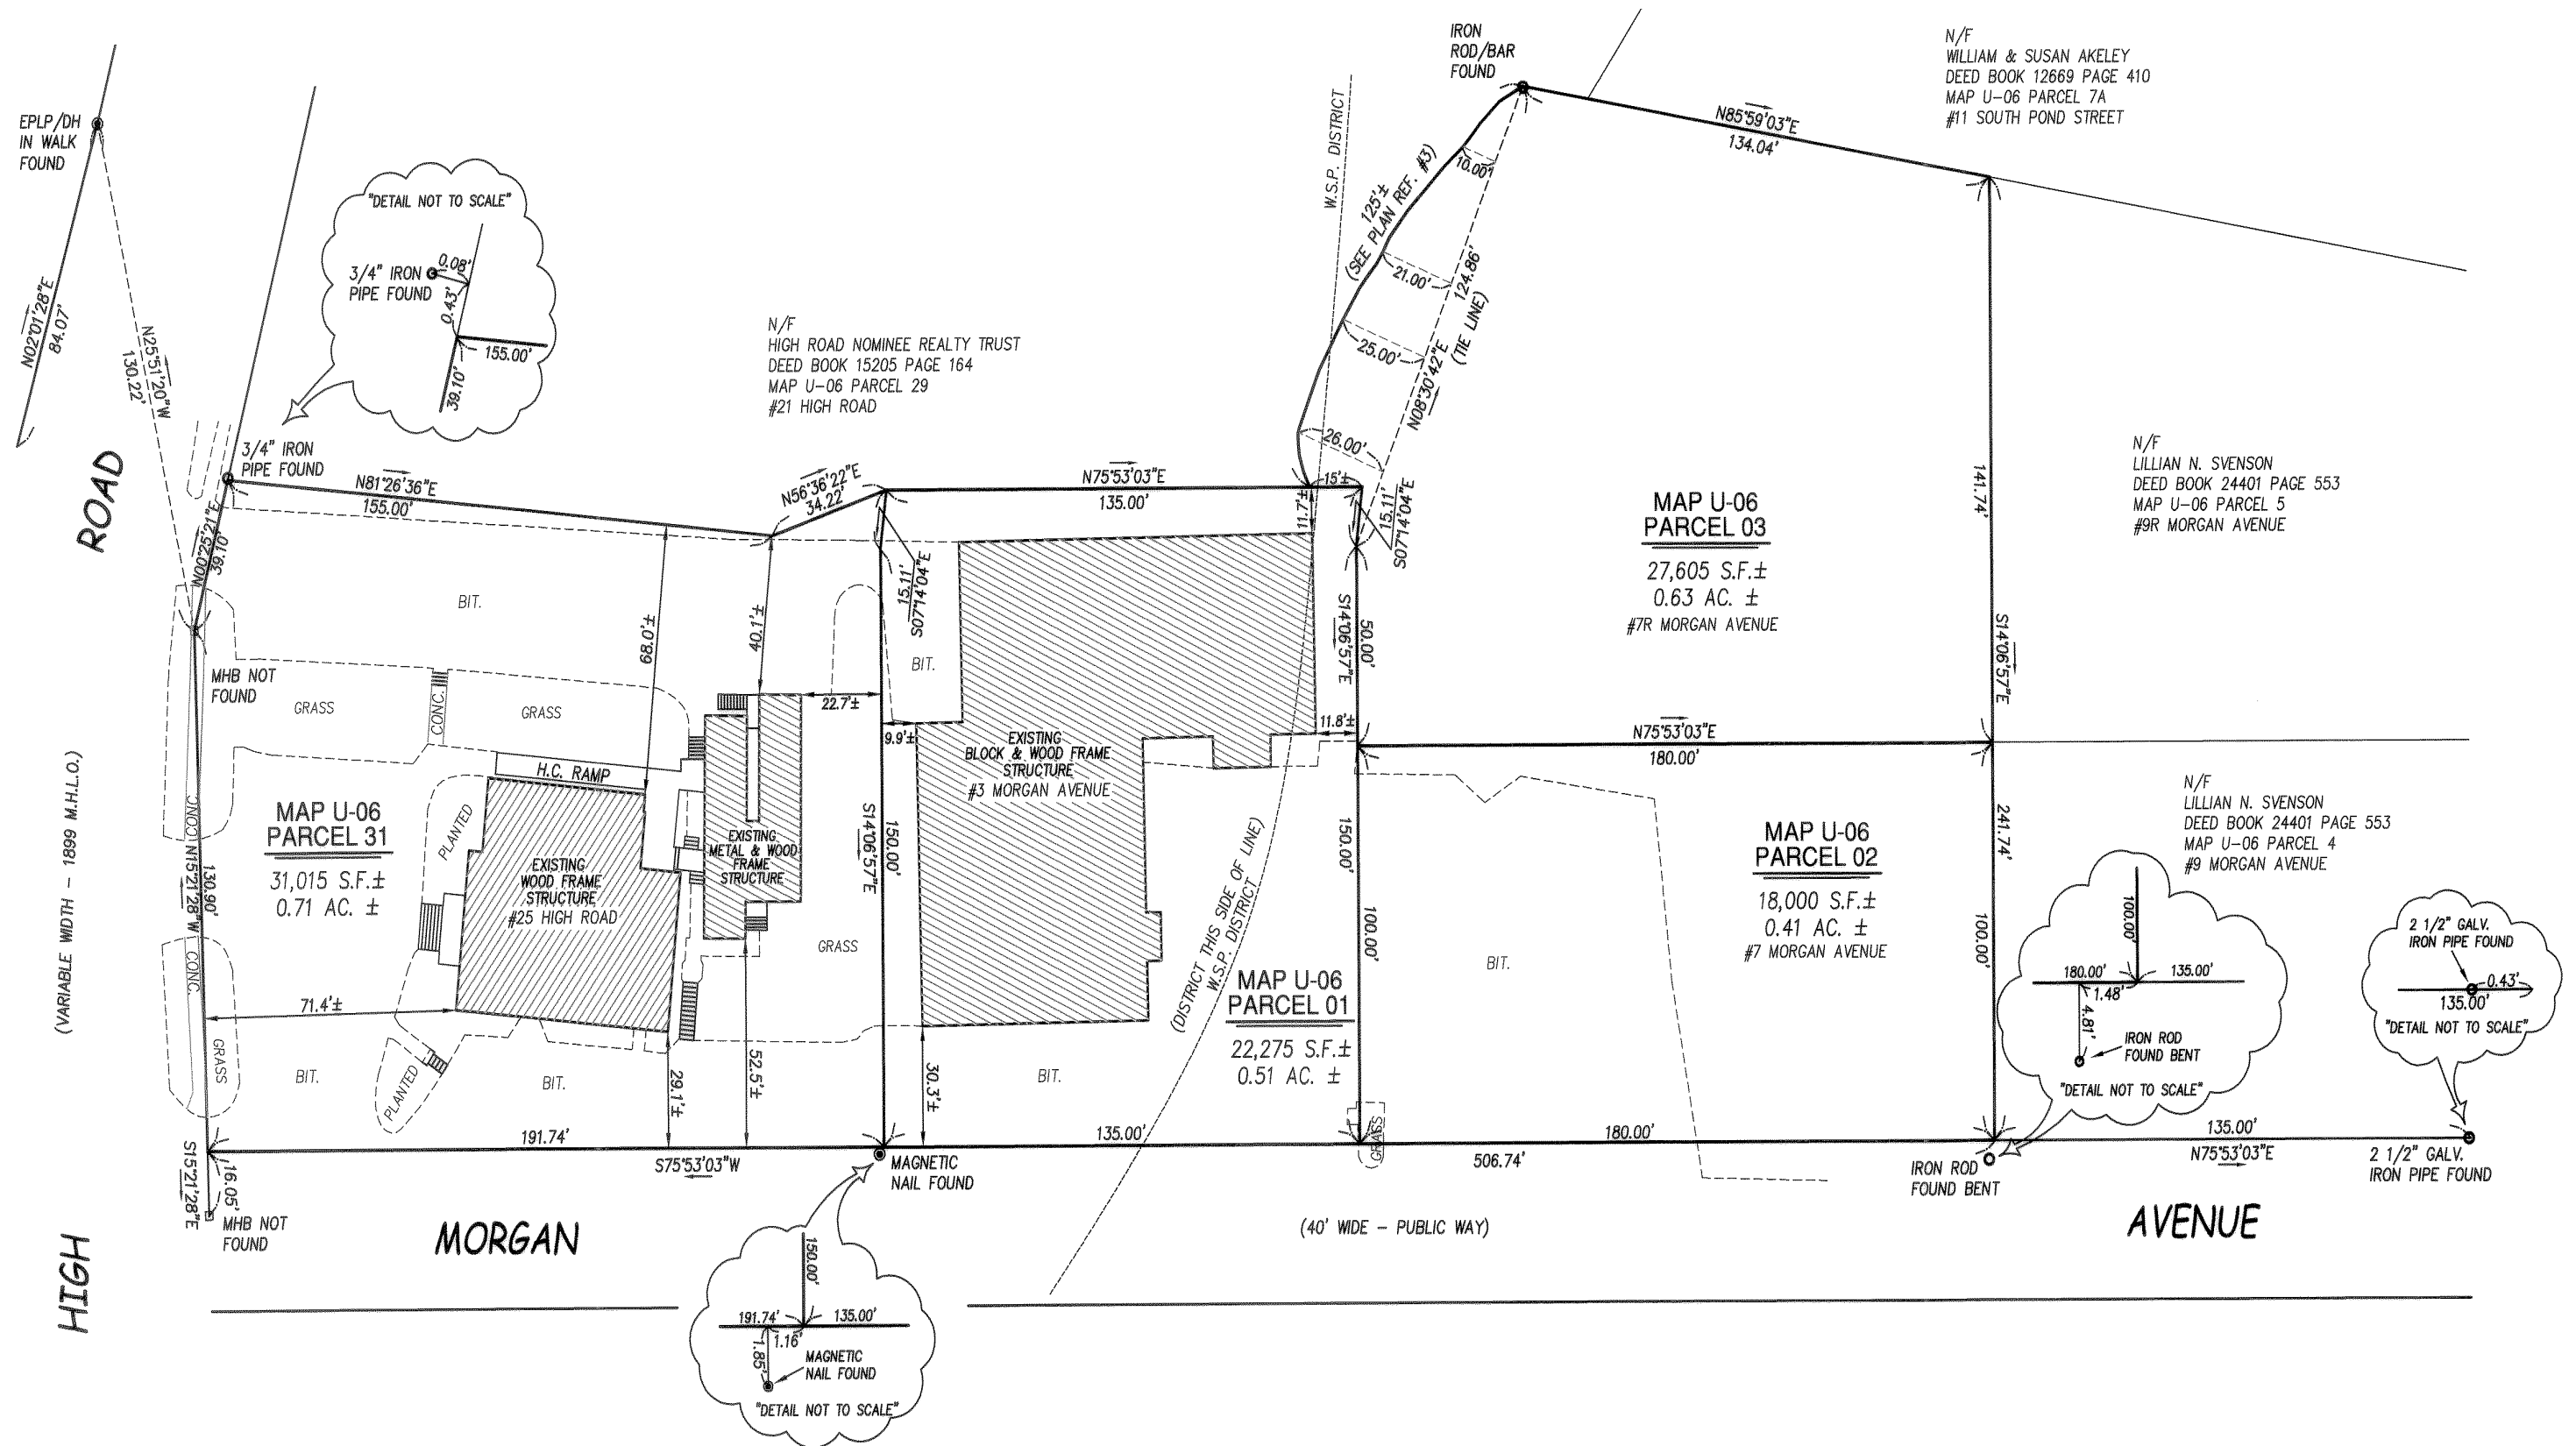 IRON
ROD/BAR
FOUND
N/F
WILLIAM & SUSAN AKELEY
DEED BOOK 12669 PAGE 410
MAP U-06 PARCEL 7A
#11 SOUTH POND STREET
EPLP/DH
IN WALK
FOUND
N02°01'28"E
84.07'
N25°51'20"W
130.22'
"DETAIL NOT TO SCALE"
3/4" IRON
PIPE FOUND
0.08'
0.43'
155.00'
39.10'
3/4" IRON
PIPE FOUND
N/F
HIGH ROAD NOMINEE REALTY TRUST
DEED BOOK 15205 PAGE 164
MAP U-06 PARCEL 29
#21 HIGH ROAD
W.S.P. DISTRICT
125'±
(SEE PLAN REF. #3)
10.00'
21.00'
25.00'
26.00'
124.86'
(TIE LINE)
N08°30'42"E
N85°59'03"E
134.04'
N/F
LILLIAN N. SVENSON
DEED BOOK 24401 PAGE 553
MAP U-06 PARCEL 5
#9R MORGAN AVENUE
ROAD
N81°26'36"E
155.00'
N56°36'22"E
34.22'
N75°53'03"E
135.00'
15'±
11.7'±
15.11'
S07°14'04"E
15.11'
S07°14'04"E
141.74'
S14°06'57"E
MAP U-06
PARCEL 03
27,605 S.F.±
0.63 AC. ±
#7R MORGAN AVENUE
N00°25'21"E
39.10'
BIT.
68.0'±
40.1'±
BIT.
S14°06'57"E
50.00'
MHB NOT
FOUND
GRASS
CONC.
GRASS
22.7'±
9.9'±
11.8'±
N75°53'03"E
180.00'
EXISTING
BLOCK & WOOD FRAME
STRUCTURE
#3 MORGAN AVENUE
H.C. RAMP
PLANTED
(VARIABLE WIDTH - 1899 M.H.L.O.)
MAP U-06
PARCEL 31
31,015 S.F.±
0.71 AC. ±
CONC.
130.90'
N15°21'28"W
CONC.
EXISTING
WOOD FRAME
STRUCTURE
#25 HIGH ROAD
EXISTING
METAL & WOOD
FRAME
STRUCTURE
GRASS
S14°06'57"E
150.00'
150.00'
100.00'
(DISTRICT THIS SIDE OF LINE)
W.S.P. DISTRICT
MAP U-06
PARCEL 01
22,275 S.F.±
0.51 AC. ±
MAP U-06
PARCEL 02
18,000 S.F.±
0.41 AC. ±
#7 MORGAN AVENUE
BIT.
241.74'
100.00'
N/F
LILLIAN N. SVENSON
DEED BOOK 24401 PAGE 553
MAP U-06 PARCEL 4
#9 MORGAN AVENUE
100.00'
180.00'
135.00'
1.48'
4.81'
IRON ROD
FOUND BENT
"DETAIL NOT TO SCALE"
2 1/2" GALV.
IRON PIPE FOUND
0.43'
135.00'
"DETAIL NOT TO SCALE"
71.4'±
GRASS
BIT.
PLANTED
BIT.
29.1'±
52.5'±
30.3'±
BIT.
GRASS
191.74'
S75°53'03"W
135.00'
180.00'
506.74'
135.00'
N75°53'03"E
S15°21'28"E
16.05'
MHB NOT
FOUND
MAGNETIC
NAIL FOUND
IRON ROD
FOUND BENT
2 1/2" GALV.
IRON PIPE FOUND
HIGH
MORGAN
(40' WIDE - PUBLIC WAY)
AVENUE
150.00'
191.74'
135.00'
1.16'
1.85'
MAGNETIC
NAIL FOUND
"DETAIL NOT TO SCALE"